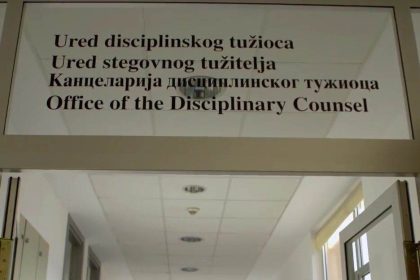 Ured disciplinskog tužioca
Ured stegovnog tužitelja
Канцеларија дисциплинског тужиоца
Office of the Disciplinary Counsel